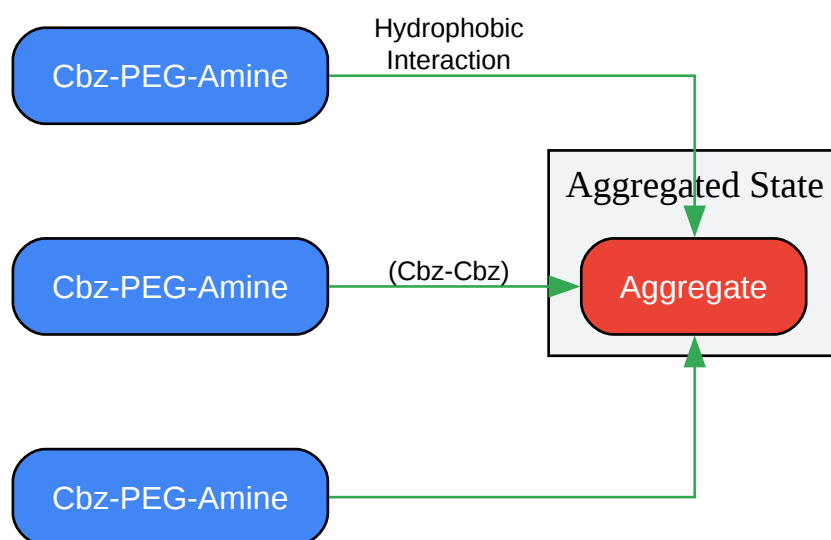 Hydrophobic
Interaction
Cbz-PEG-Amine
Aggregated State
Cbz-PEG-Amine
(Cbz-Cbz)
Aggregate
Cbz-PEG-Amine